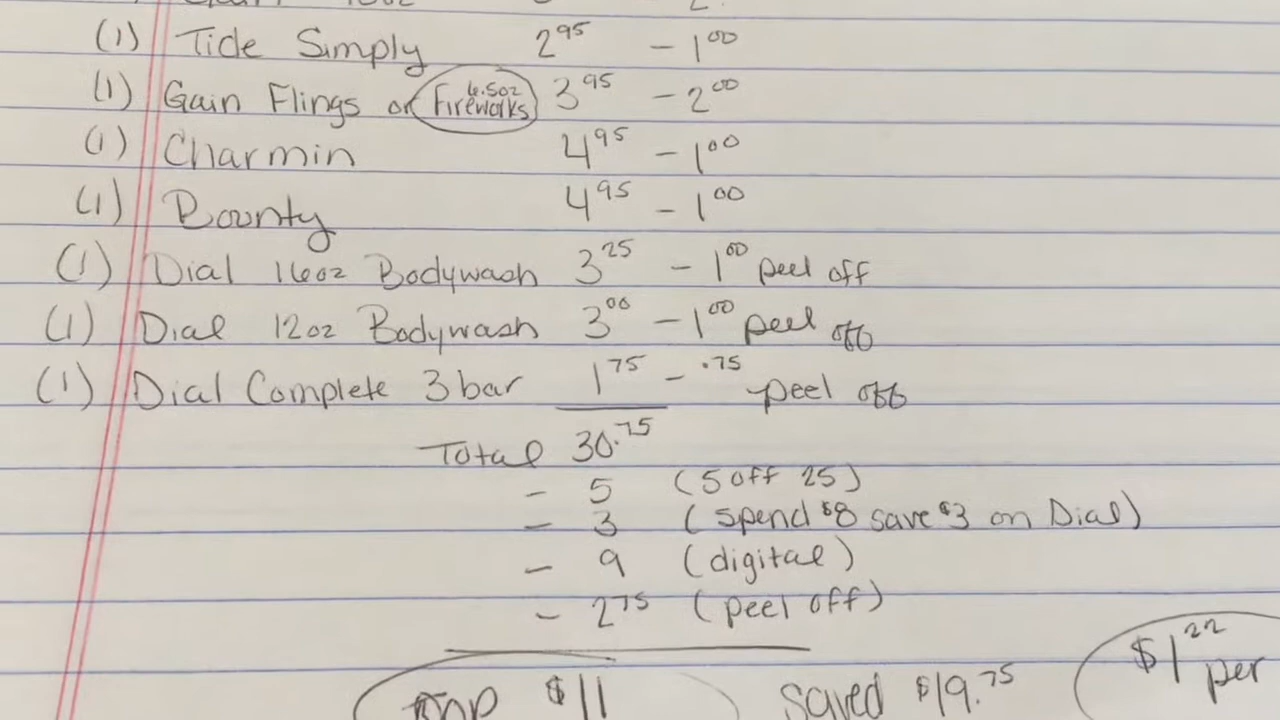 (1) Tide Simply 2.95 - 1.00
(1) Gain Flings or Fireworks 6.5oz 3.95 - 2.00
(1) Charmin 4.95 - 1.00
(1) Bounty 4.95 - 1.00
(1) Dial 16oz Bodywash 3.25 - 1.00 peel off
(1) Dial 12oz Bodywash 3.00 - 1.00 peel off
(1) Dial Complete 3 bar 1.75 - .75 peel off
Total 30.75
- 5 (5 off 25)
- 3 (spend $8 save $3 on Dial)
- 9 (digital)
- 2.75 (peel off)
OOP $11 saved $19.75 $1.22 per